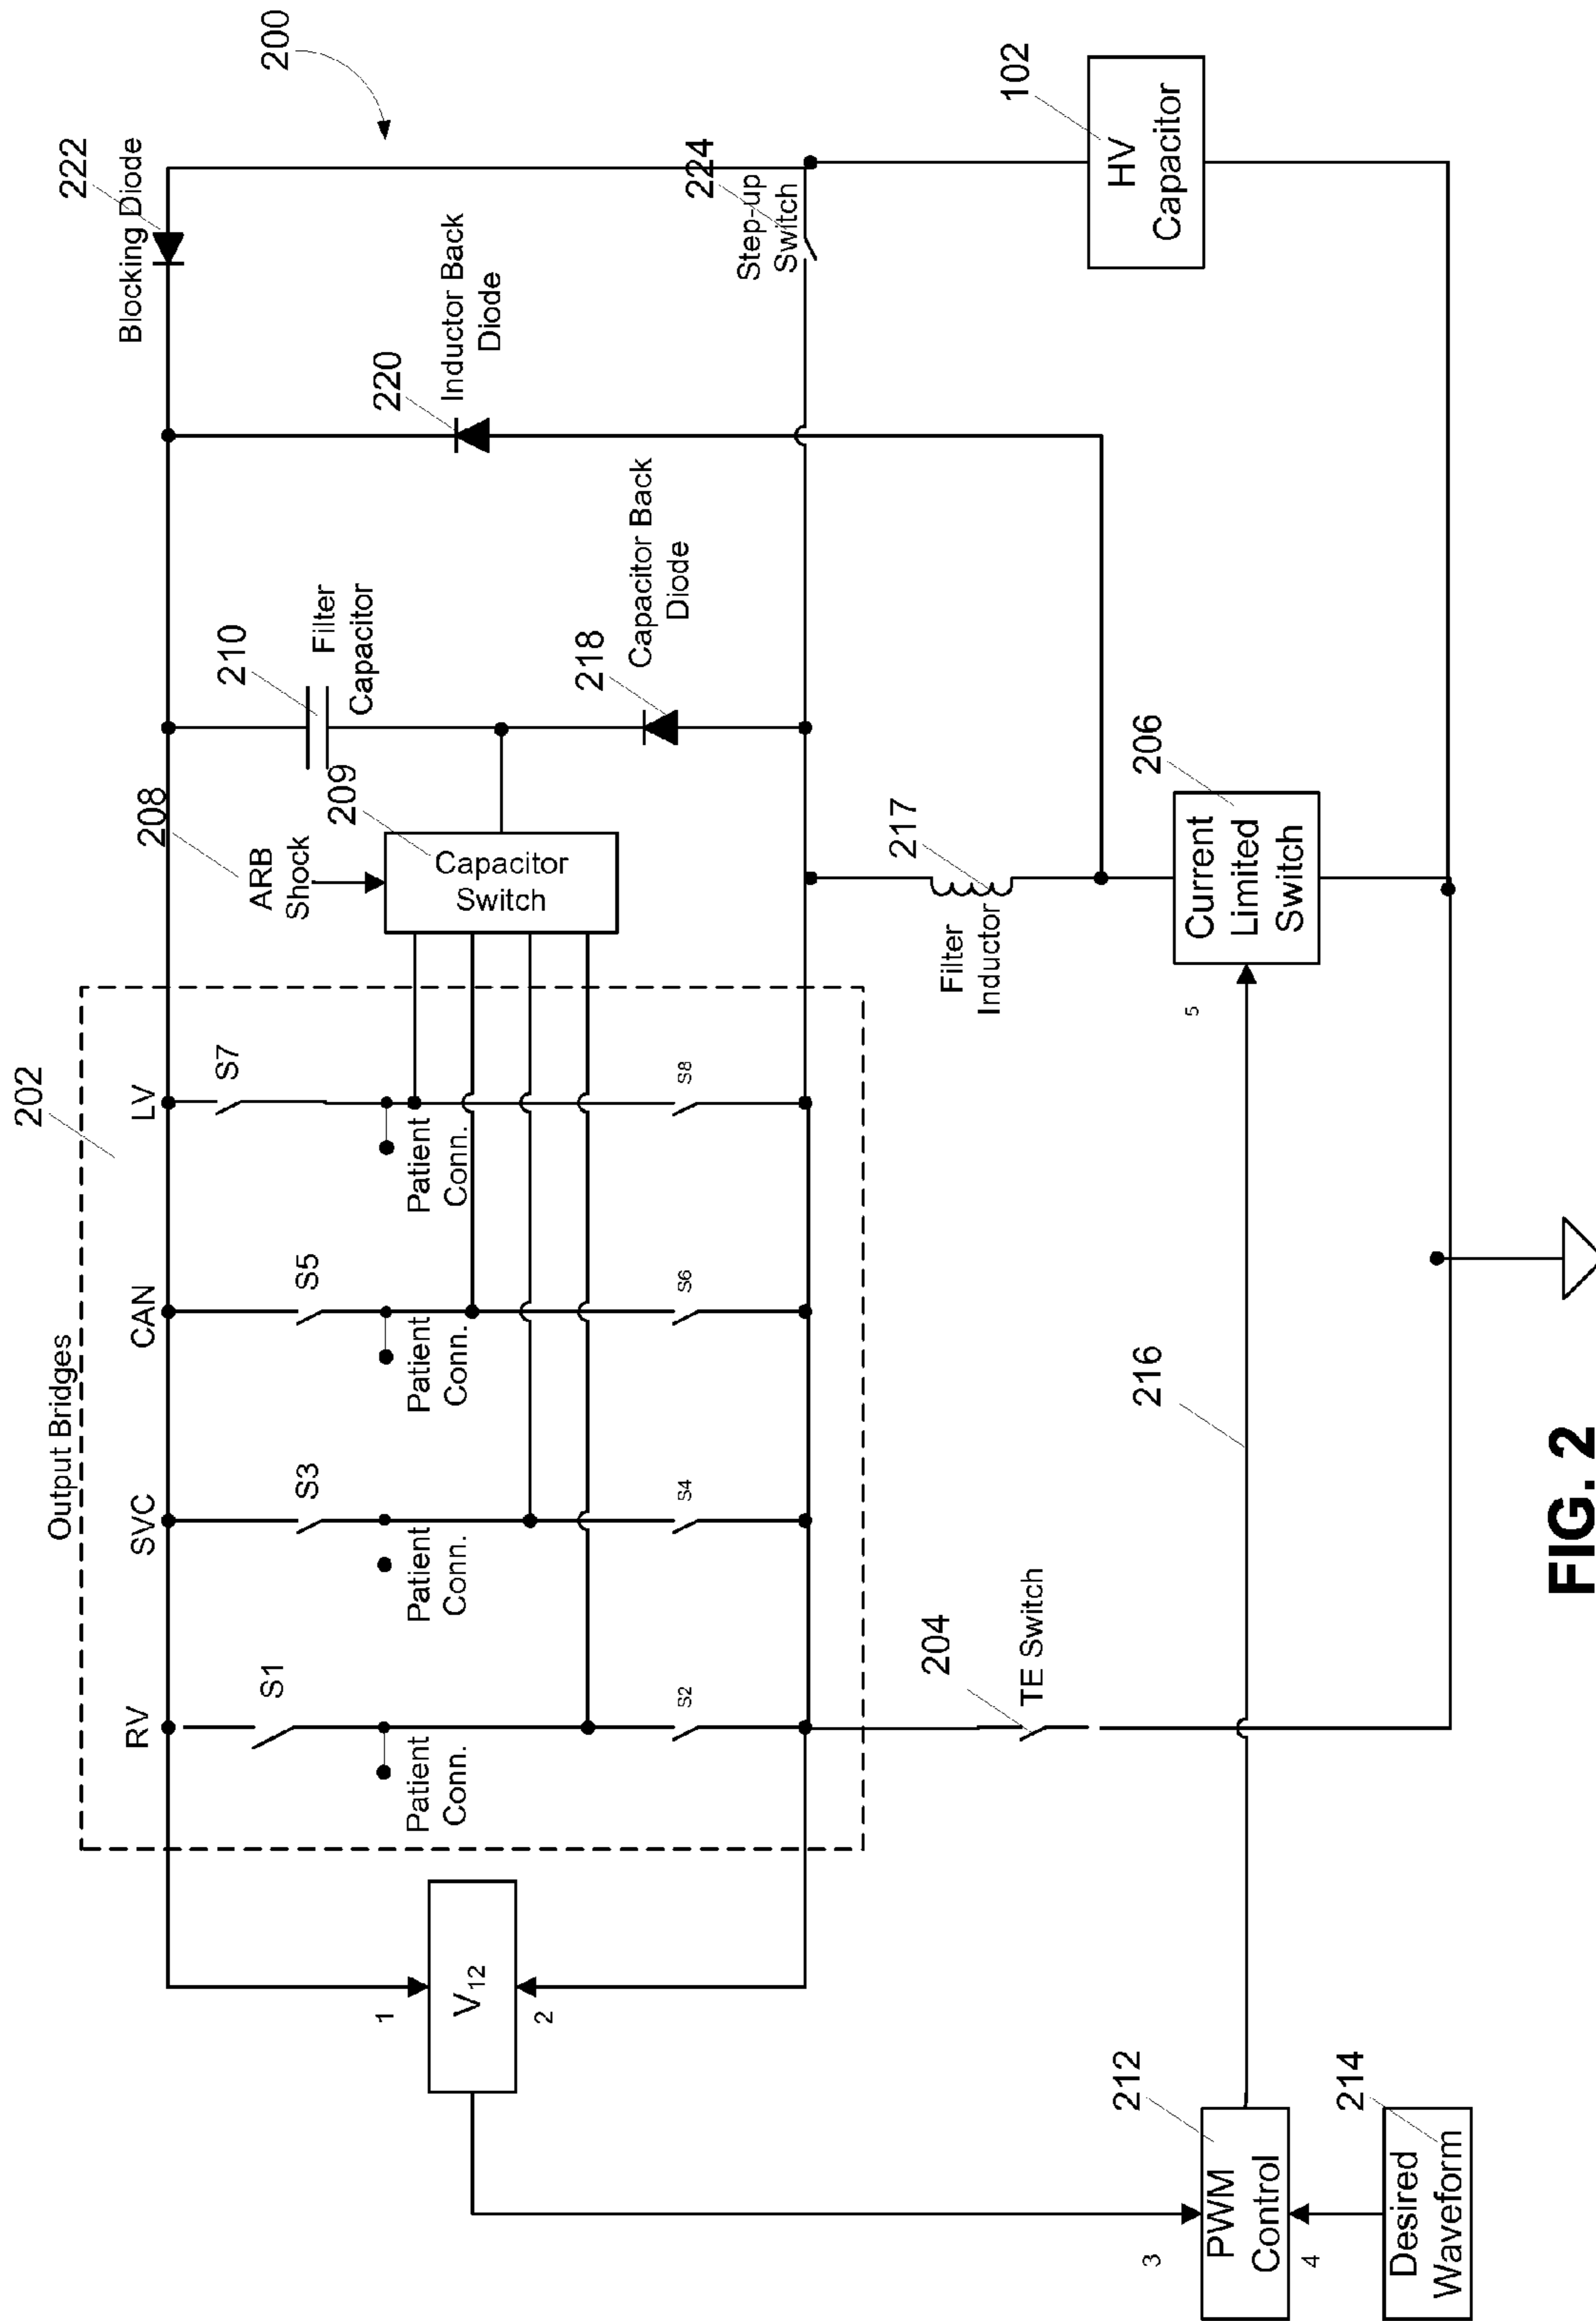 202
Output Bridges
RV
SVC
CAN
LV
S1
S3
S5
S7
Patient
Conn.
Patient
Conn.
Patient
Conn.
Patient
Conn.
S2
S4
S6
S8
1
V12
2
208
ARB
Shock
209
Capacitor
Switch
210
Filter
Capacitor
218
Capacitor Back
Diode
220
Inductor Back
Diode
222
Blocking Diode
200
224
Step-up
Switch
204
TE Switch
217
Filter
Inductor
206
Current
Limited
Switch
5
102
HV
Capacitor
216
212
3
PWM
Control
4
214
Desired
Waveform
FIG. 2